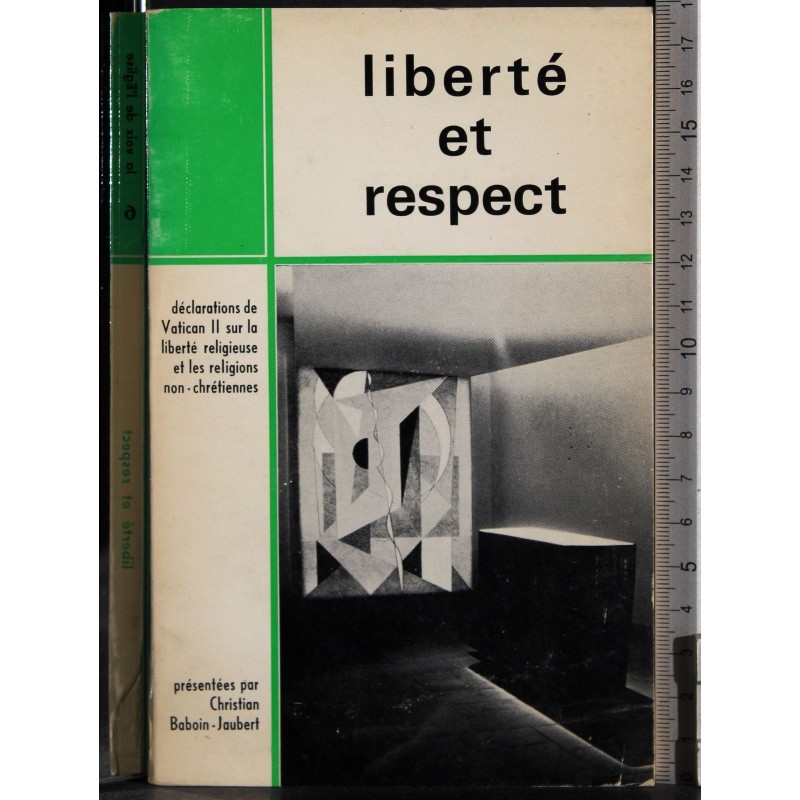 liberté
et
respect
déclarations de
Vatican II sur la
liberté religieuse
et les religions
non-chrétiennes
présentées par
Christian
Baboin-Jaubert
la voix de l'Église
liberté et respect
17
16
15
14
13
12
11
10
9
8
7
6
5
4
3
2
1
0